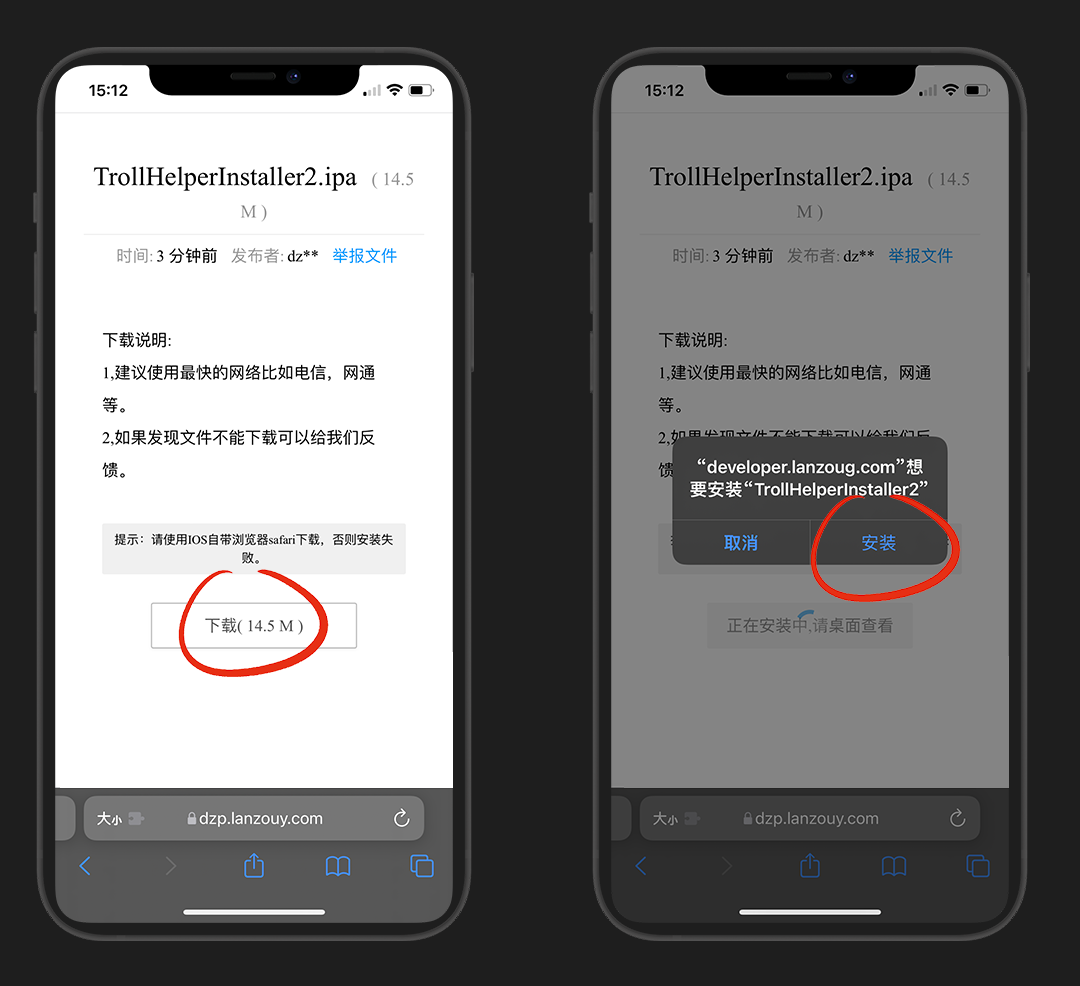 15:12
TrollHelperInstaller2.ipa ( 14.5
M )
时间: 3 分钟前 发布者: dz** 举报文件
下载说明:
1,建议使用最快的网络比如电信，网通
等。
2,如果发现文件不能下载可以给我们反
馈。
提示：请使用IOS自带浏览器safari下载，否则安装失
败。
下载( 14.5 M )
大小 dzp.lanzouy.com
15:12
TrollHelperInstaller2.ipa ( 14.5
M )
时间: 3 分钟前 发布者: dz** 举报文件
下载说明:
1,建议使用最快的网络比如电信，网通
等。
2,如果发现文件不能下载可以给我们反
馈
“developer.lanzoug.com”想
要安装“TrollHelperInstaller2”
取消 安装
正在安装中,请桌面查看
大小 dzp.lanzouy.com